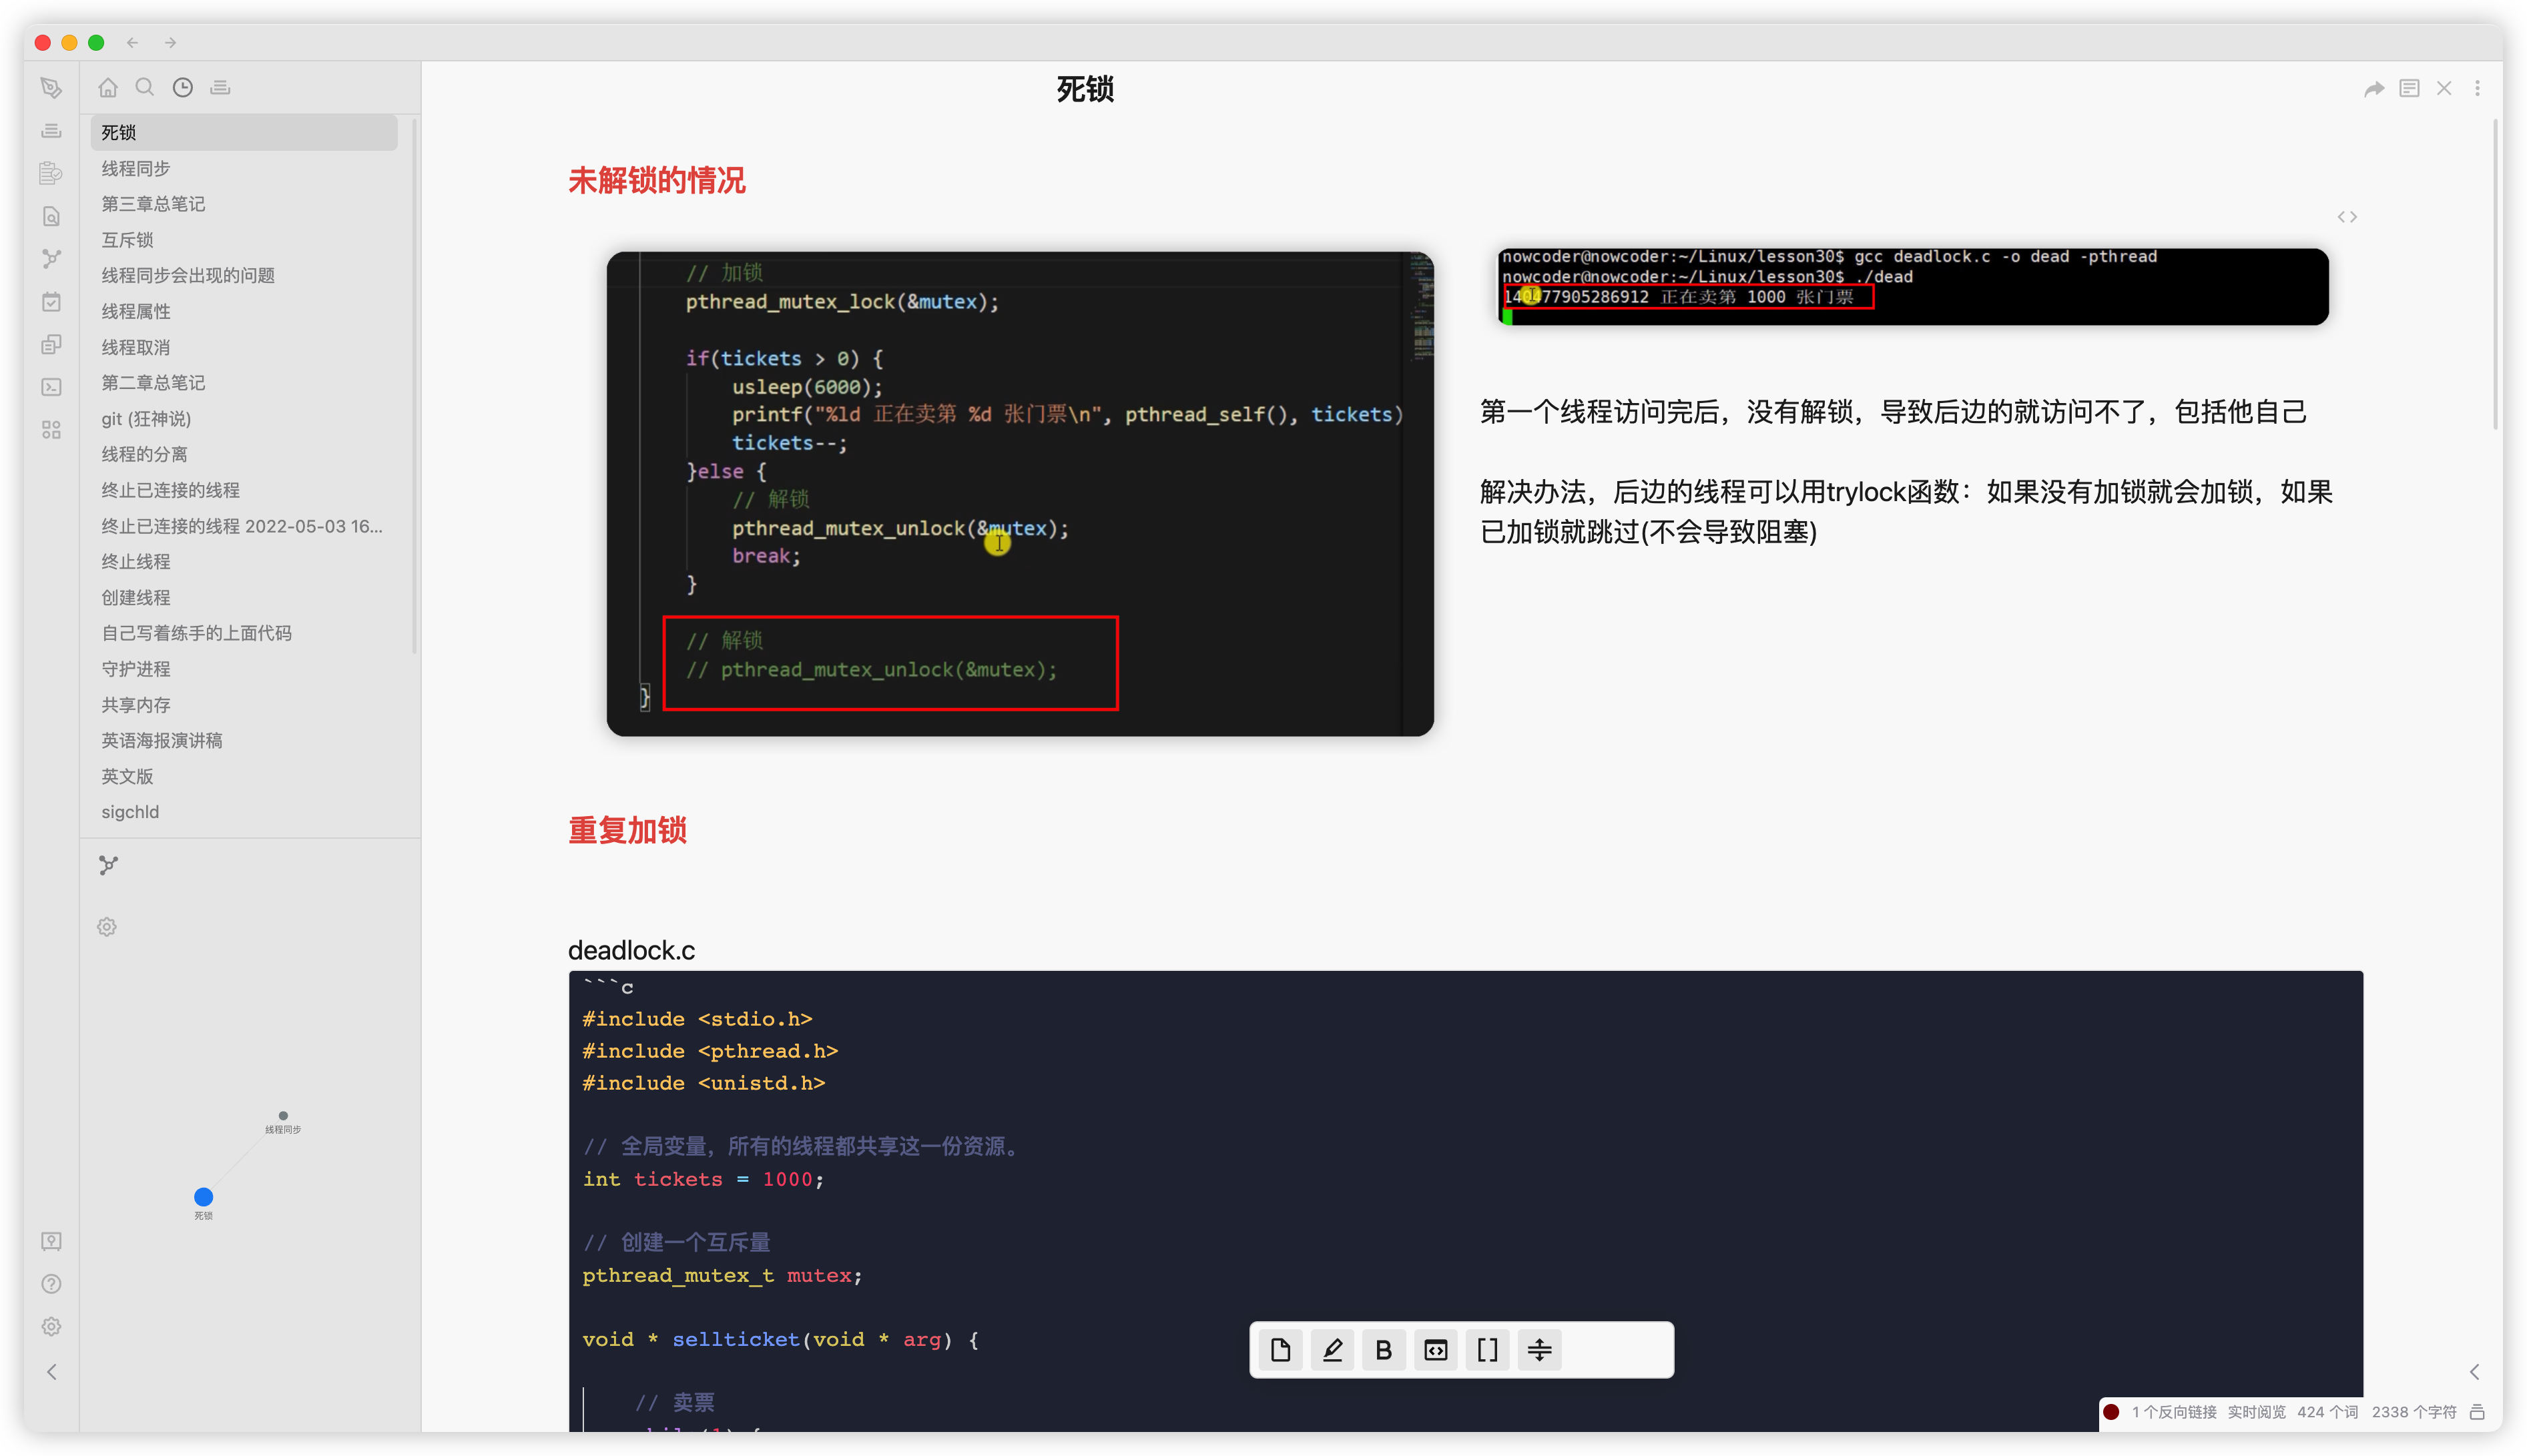 死锁
线程同步
第三章总笔记
互斥锁
线程同步会出现的问题
线程属性
线程取消
第二章总笔记
git (狂神说)
线程的分离
终止已连接的线程
终止已连接的线程 2022-05-03 16...
终止线程
创建线程
自己写着练手的上面代码
守护进程
共享内存
英语海报演讲稿
英文版
sigchld
线程同步
死锁
死锁
未解锁的情况
// 加锁
pthread_mutex_lock(&mutex);
if(tickets > 0) {
usleep(6000);
printf("%ld 正在卖第 %d 张门票\n", pthread_self(), tickets)
tickets--;
}else {
// 解锁
pthread_mutex_unlock(&mutex);
break;
}
// 解锁
// pthread_mutex_unlock(&mutex);
}
nowcoder@nowcoder:~/Linux/lesson30$ gcc deadlock.c -o dead -pthread
nowcoder@nowcoder:~/Linux/lesson30$ ./dead
140477905286912 正在卖第 1000 张门票
第一个线程访问完后，没有解锁，导致后边的就访问不了，包括他自己
解决办法，后边的线程可以用trylock函数：如果没有加锁就会加锁，如果
已加锁就跳过(不会导致阻塞)
重复加锁
deadlock.c
```c
#include <stdio.h>
#include <pthread.h>
#include <unistd.h>
// 全局变量，所有的线程都共享这一份资源。
int tickets = 1000;
// 创建一个互斥量
pthread_mutex_t mutex;
void * sellticket(void * arg) {
// 卖票
1 个反向链接 实时阅览 424 个词 2338 个字符